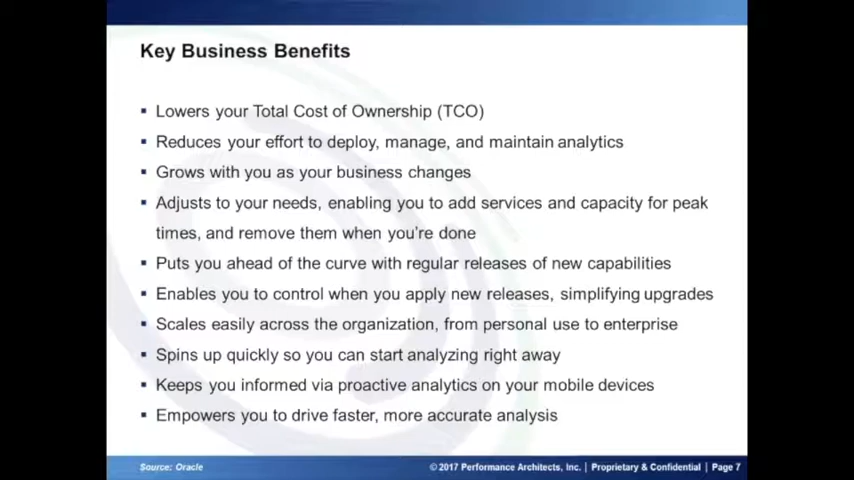 Key Business Benefits
▪ Lowers your Total Cost of Ownership (TCO)
▪ Reduces your effort to deploy, manage, and maintain analytics
▪ Grows with you as your business changes
▪ Adjusts to your needs, enabling you to add services and capacity for peak
times, and remove them when you're done
▪ Puts you ahead of the curve with regular releases of new capabilities
▪ Enables you to control when you apply new releases, simplifying upgrades
▪ Scales easily across the organization, from personal use to enterprise
▪ Spins up quickly so you can start analyzing right away
▪ Keeps you informed via proactive analytics on your mobile devices
▪ Empowers you to drive faster, more accurate analysis
Source: Oracle
© 2017 Performance Architects, Inc. | Proprietary & Confidential | Page 7